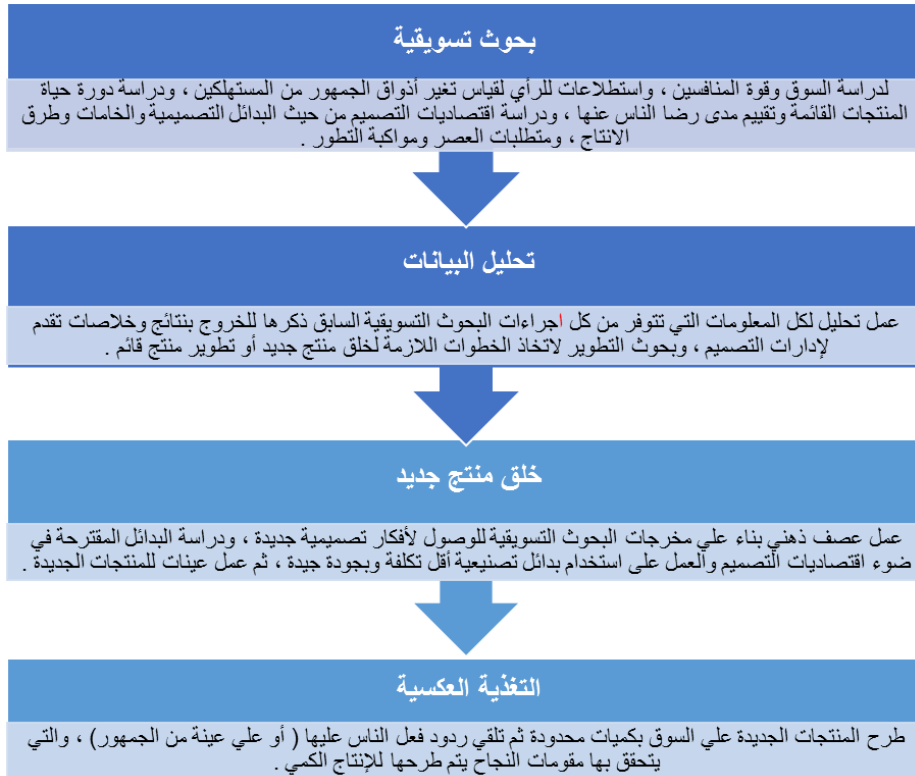 بحوث تسويقية
لدراسة السوق وقوة المنافسين ، واستطلاعات للرأي لقياس تغير أذواق الجمهور من المستهلكين ، ودراسة دورة حياة
المنتجات القائمة وتقييم مدى رضا الناس عنها ، ودراسة اقتصاديات التصميم من حيث البدائل التصميمية والخامات وطرق
الانتاج ، ومتطلبات العصر ومواكبة التطور .
تحليل البيانات
عمل تحليل لكل المعلومات التي تتوفر من كل اجراءات البحوث التسويقية السابق ذكرها للخروج بنتائج وخلاصات تقدم
لإدارات التصميم ، وبحوث التطوير لاتخاذ الخطوات اللازمة لخلق منتج جديد أو تطوير منتج قائم .
خلق منتج جديد
عمل عصف ذهني بناء علي مخرجات البحوث التسويقية للوصول لأفكار تصميمية جديدة ، ودراسة البدائل المقترحة في
ضوء اقتصاديات التصميم والعمل على استخدام بدائل تصنيعية أقل تكلفة وبجودة جيدة ، ثم عمل عينات للمنتجات الجديدة .
التغذية العكسية
طرح المنتجات الجديدة علي السوق بكميات محدودة ثم تلقي ردود فعل الناس عليها ( أو علي عينة من الجمهور) ، والتي
يتحقق بها مقومات النجاح يتم طرحها للإنتاج الكمي .